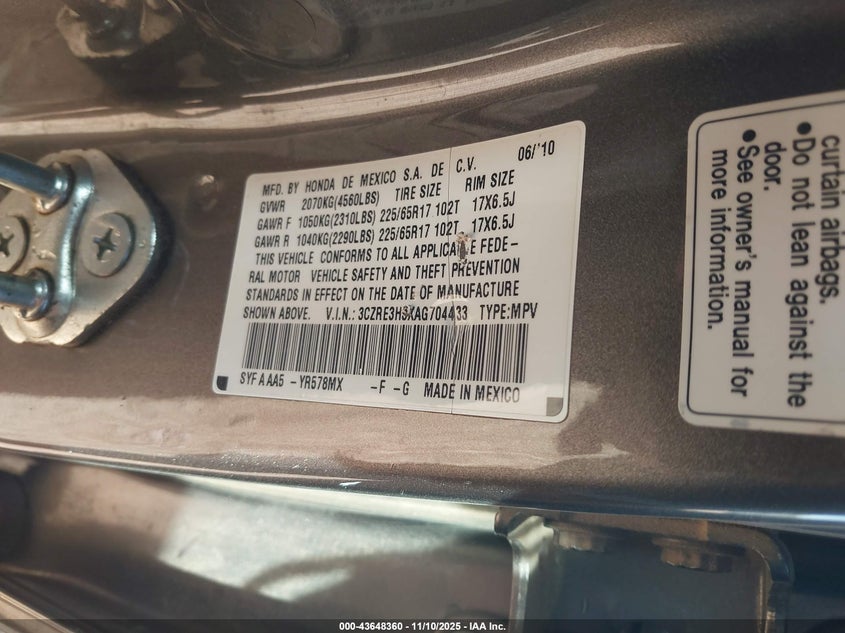 MFD. BY HONDA DE MEXICO S.A. DE C.V. 06/'10
GVWR 2070KG(4560LBS) TIRE SIZE RIM SIZE
GAWR F 1050KG(2310LBS) 225/65R17 102T 17X6.5J
GAWR R 1040KG(2290LBS) 225/65R17 102T 17X6.5J
THIS VEHICLE CONFORMS TO ALL APPLICABLE FEDE-
RAL MOTOR VEHICLE SAFETY AND THEFT PREVENTION
STANDARDS IN EFFECT ON THE DATE OF MANUFACTURE
SHOWN ABOVE. V.I.N.: 3CZRE3H3XAG704433 TYPE:MPV
SYF A AA5 -YR578MX -F -G MADE IN MEXICO
curtain airbags.
•Do not lean against the
door.
•See owner's manual for
more information.
000-43648360 — 11/10/2025 — IAA Inc.